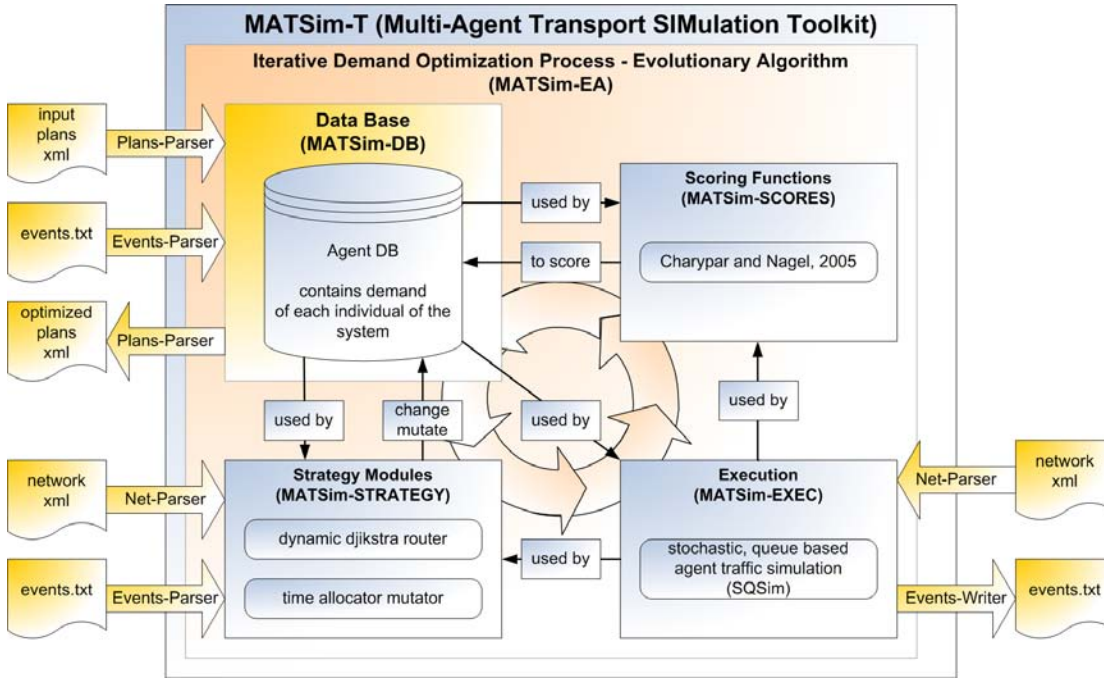 MATSim-T (Multi-Agent Transport SIMulation Toolkit)
Iterative Demand Optimization Process - Evolutionary Algorithm
(MATSim-EA)
input
plans
xml
Plans-Parser
events.txt
Events-Parser
optimized
plans
xml
Plans-Parser
Data Base
(MATSim-DB)
Agent DB
contains demand
of each individual of the
system
used by
to score
Scoring Functions
(MATSim-SCORES)
Charypar and Nagel, 2005
used by
change
mutate
used by
used by
network
xml
Net-Parser
events.txt
Events-Parser
Strategy Modules
(MATSim-STRATEGY)
dynamic djikstra router
time allocator mutator
used by
Execution
(MATSim-EXEC)
stochastic, queue based
agent traffic simulation
(SQSim)
Net-Parser
network
xml
Events-Writer
events.txt